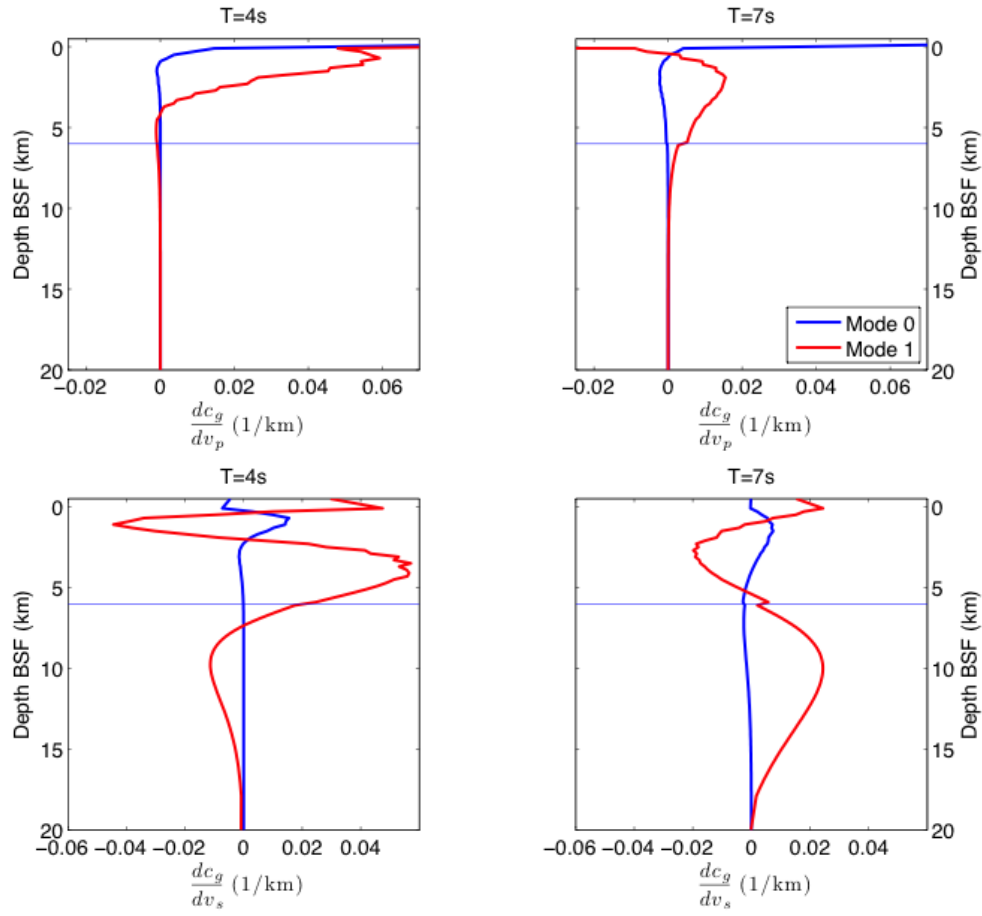 T=4s
T=7s
0
5
10
15
20
Depth BSF (km)
−0.02 0 0.02 0.04 0.06
dc_g/dv_p (1/km)
0
5
10
15
20
Depth BSF (km)
Mode 0
Mode 1
−0.02 0 0.02 0.04 0.06
dc_g/dv_p (1/km)
T=4s
T=7s
0
5
10
15
20
Depth BSF (km)
−0.06 −0.04 −0.02 0 0.02 0.04
dc_g/dv_s (1/km)
0
5
10
15
20
Depth BSF (km)
−0.06 −0.04 −0.02 0 0.02 0.04
dc_g/dv_s (1/km)